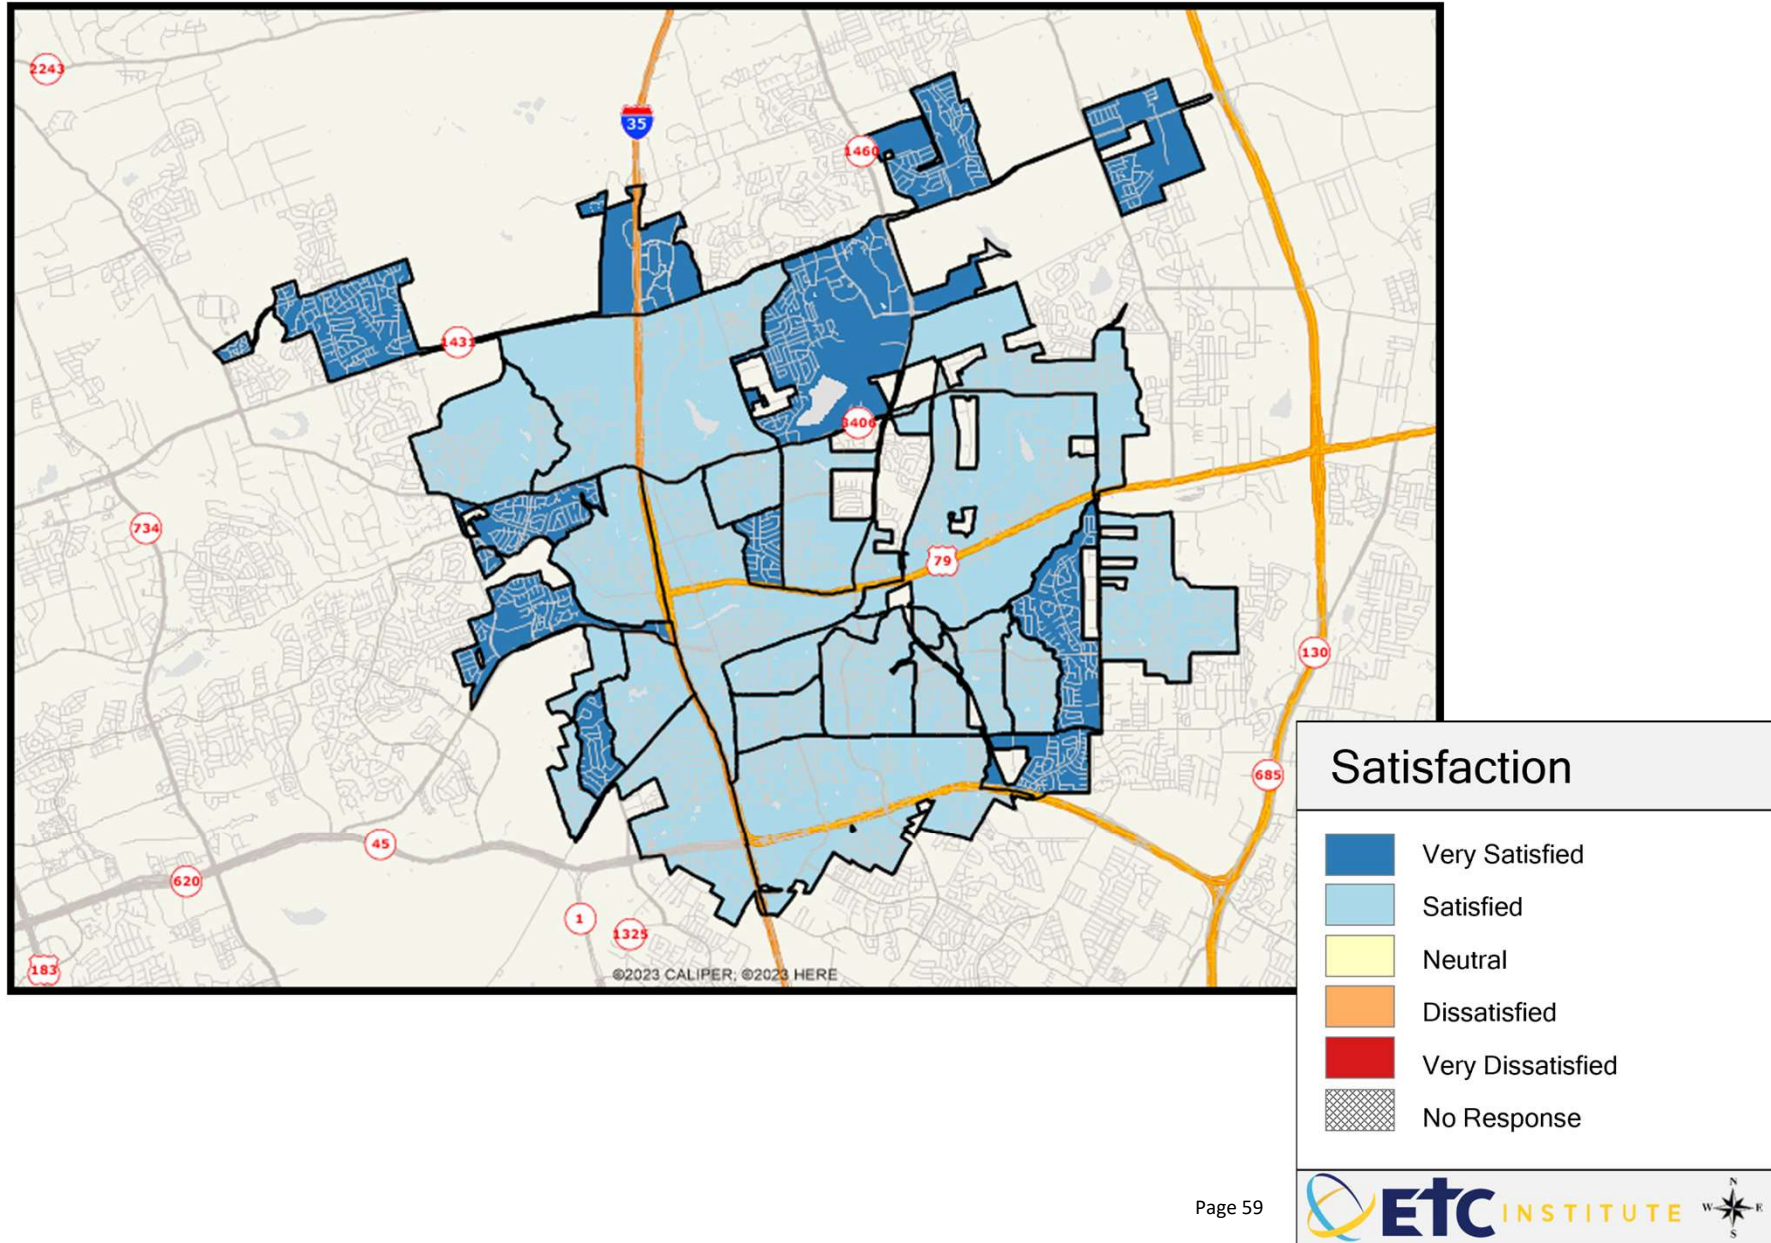 2243
35
1460
1431
3406
734
79
130
685
45
620
1
1325
183
©2023 CALIPER; ©2023 HERE
Satisfaction
Very Satisfied
Satisfied
Neutral
Dissatisfied
Very Dissatisfied
No Response
Page 59
ETC INSTITUTE
N
W E
S